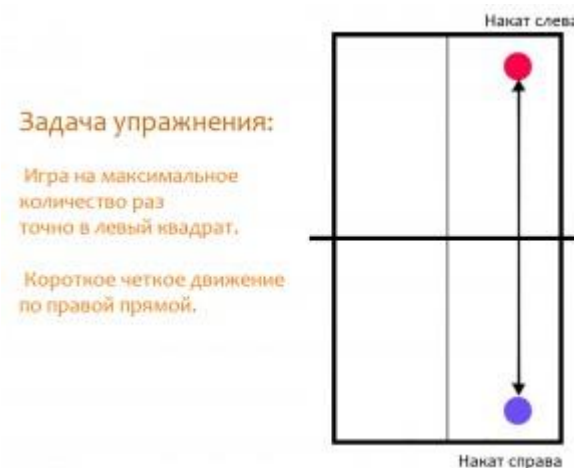 Накат слева
Задача упражнения:
Игра на максимальное
количество раз
точно в левый квадрат.
Короткое четкое движение
по правой прямой.
Накат справа